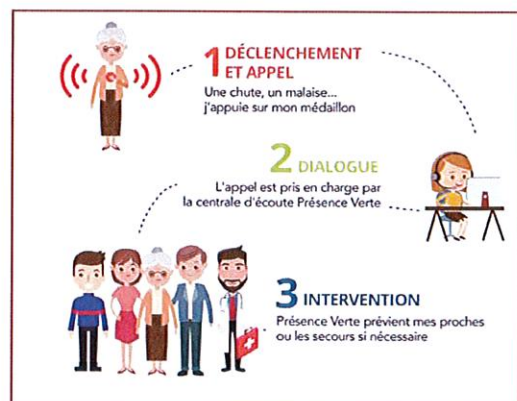 1 DÉCLENCHEMENT
ET APPEL
Une chute, un malaise...
j'appuie sur mon médaillon
2 DIALOGUE
L'appel est pris en charge par
la centrale d'écoute Présence Verte
3 INTERVENTION
Présence Verte prévient mes proches
ou les secours si nécessaire